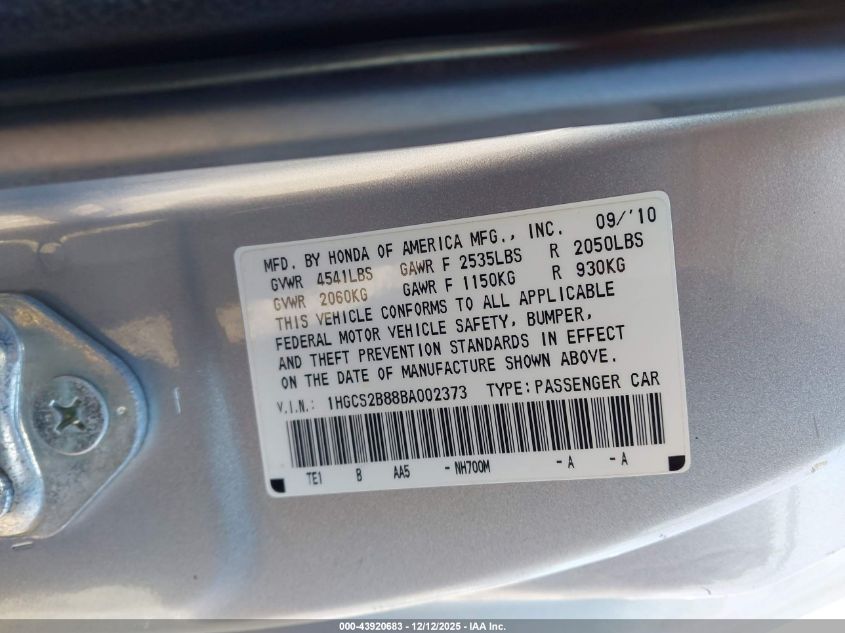 MFD. BY HONDA OF AMERICA MFG., INC. 09/'10
GVWR 4541LBS GAWR F 2535LBS R 2050LBS
GVWR 2060KG GAWR F 1150KG R 930KG
THIS VEHICLE CONFORMS TO ALL APPLICABLE
FEDERAL MOTOR VEHICLE SAFETY, BUMPER,
AND THEFT PREVENTION STANDARDS IN EFFECT
ON THE DATE OF MANUFACTURE SHOWN ABOVE.
V.I.N.: 1HGCS2B88BA002373 TYPE: PASSENGER CAR
TE1 B AA5 -NH700M -A -A
000-43920683 - 12/12/2025 - IAA Inc.